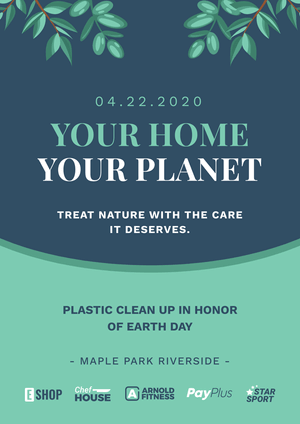 04.22.2020
YOUR HOME
YOUR PLANET
TREAT NATURE WITH THE CARE
IT DESERVES.
PLASTIC CLEAN UP IN HONOR
OF EARTH DAY
- MAPLE PARK RIVERSIDE -
E SHOP
Chef HOUSE
A ARNOLD FITNESS
PayPlus
STAR SPORT